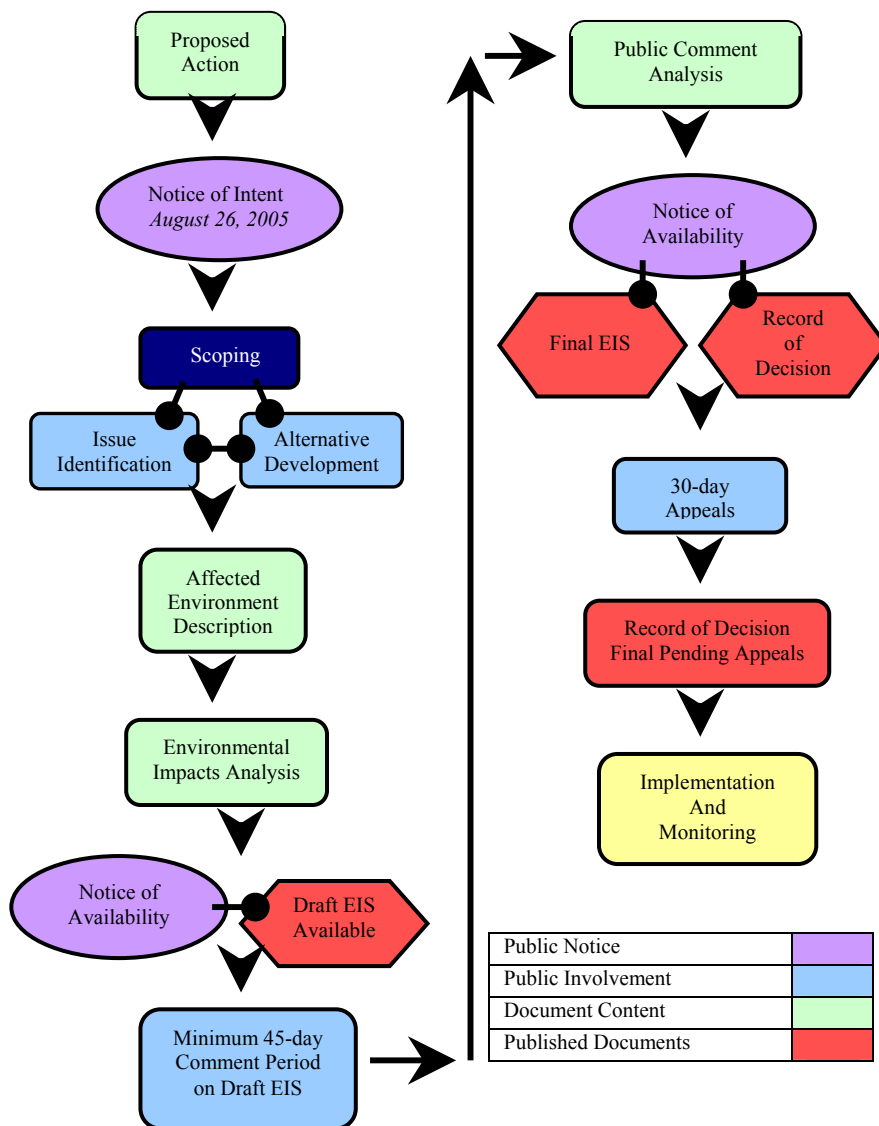 Proposed
Action
Notice of Intent
August 26, 2005
Scoping
Issue
Identification
Alternative
Development
Affected
Environment
Description
Environmental
Impacts Analysis
Notice of
Availability
Draft EIS
Available
Minimum 45-day
Comment Period
on Draft EIS
Public Comment
Analysis
Notice of
Availability
Final EIS
Record
of
Decision
30-day
Appeals
Record of Decision
Final Pending Appeals
Implementation
And
Monitoring
Public Notice
Public Involvement
Document Content
Published Documents